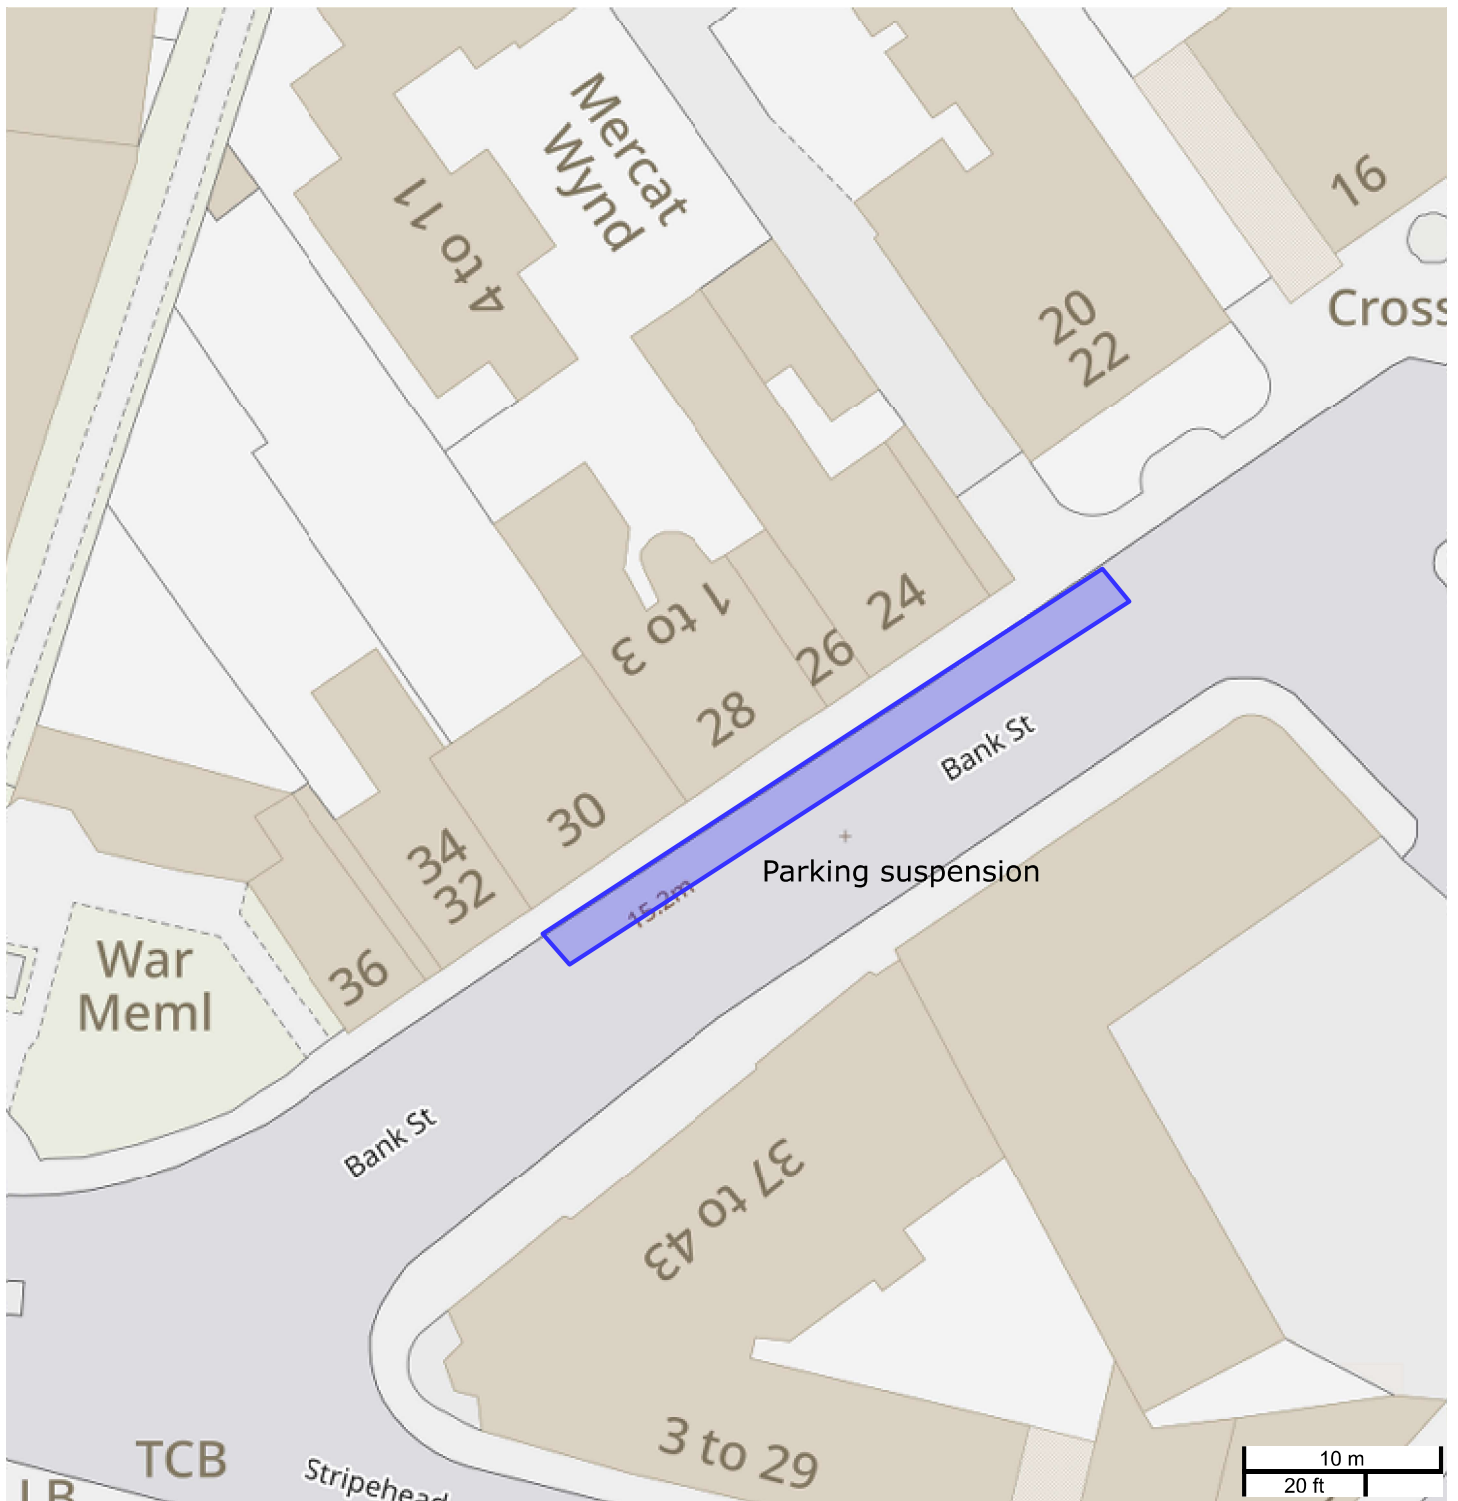 Mercat
Wynd
4 to 11
16
Cross
20
22
24
1 to 3
26
28
Bank St
30
Parking suspension
34
32
15.2m
36
War
Meml
Bank St
37 to 43
3 to 29
TCB
LB
Stripehead
10 m
20 ft